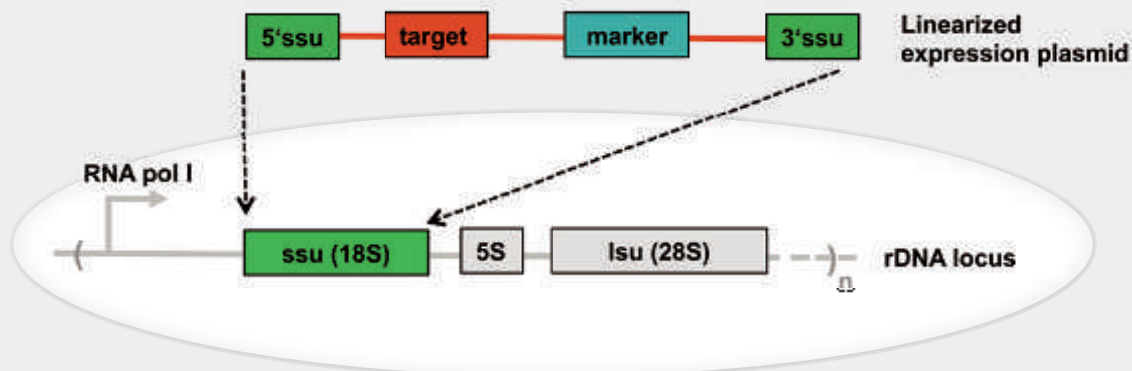 5'ssu target marker 3'ssu
Linearized
expression plasmid
RNA pol I
ssu (18S) 5S lsu (28S) rDNA locus
( )n